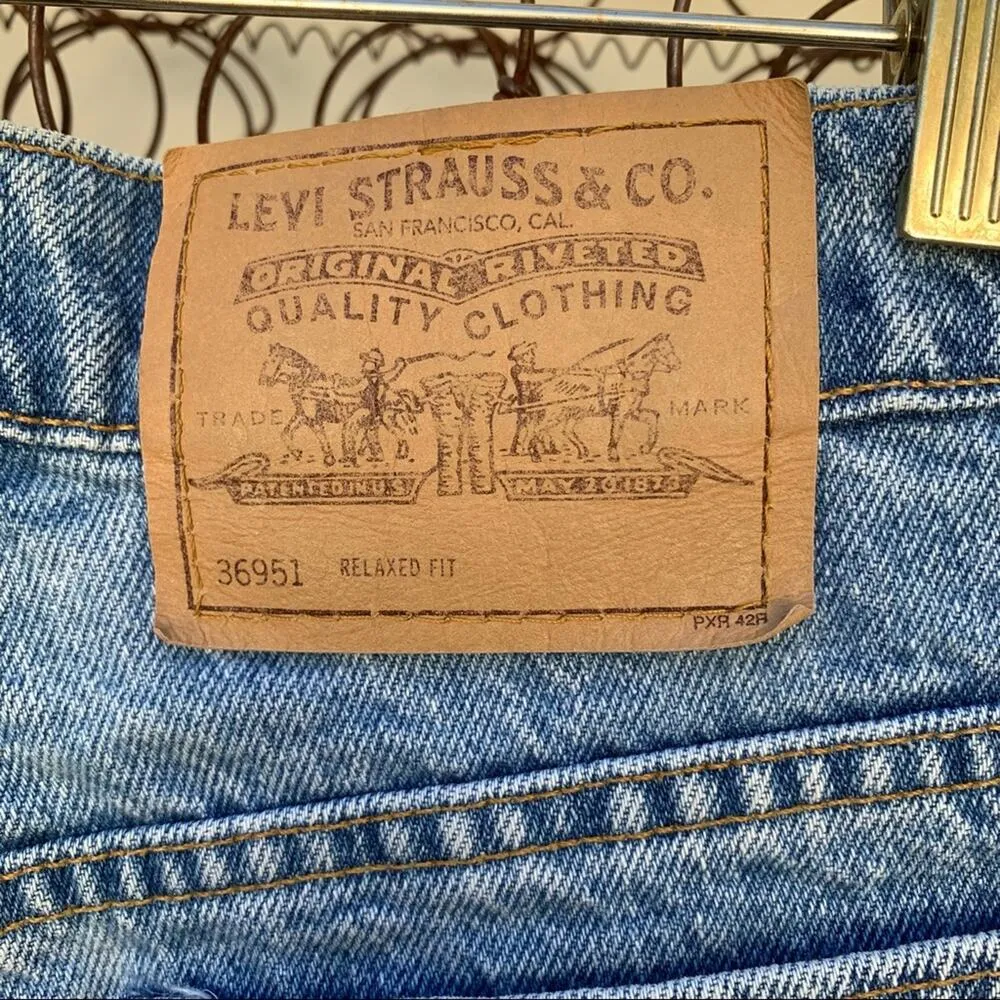 LEVI STRAUSS & CO.
SAN FRANCISCO, CAL.
ORIGINAL RIVETED
QUALITY CLOTHING
TRADE MARK
PATENTED IN U.S. MAY 20 1873
36951 RELAXED FIT
PXR 42R